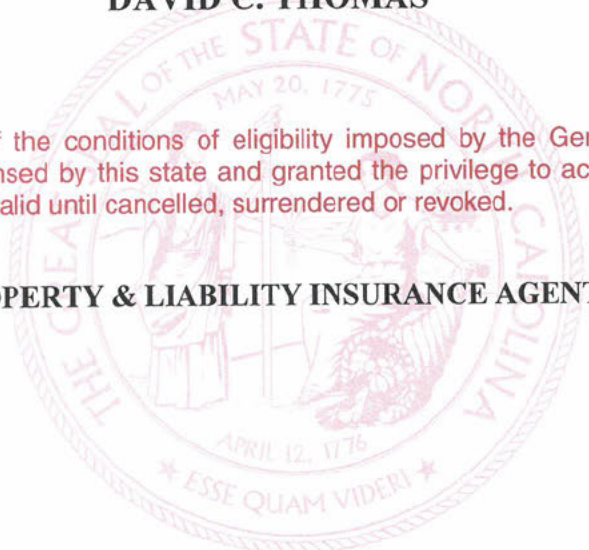 DAVID C. THOMAS
THE GREAT SEAL OF THE STATE OF NORTH CAROLINA
MAY 20, 1775
the conditions of eligibility imposed by the Gen
nsed by this state and granted the privilege to ac
alid until cancelled, surrendered or revoked.
OPERTY & LIABILITY INSURANCE AGENT
APRIL 12, 1776
★ ESSE QUAM VIDERI ★